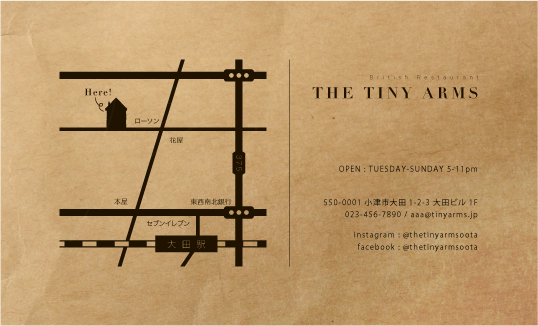 British Restaurant
THE TINY ARMS
Here!
ローソン
花屋
375
OPEN : TUESDAY-SUNDAY 5-11pm
本屋
東西南北銀行
セブンイレブン
大田駅
550-0001 小津市大田 1-2-3 大田ビル 1F
023-456-7890 / aaa@tinyarms.jp
instagram : @thetinyarmsoota
facebook : @thetinyarmsoota